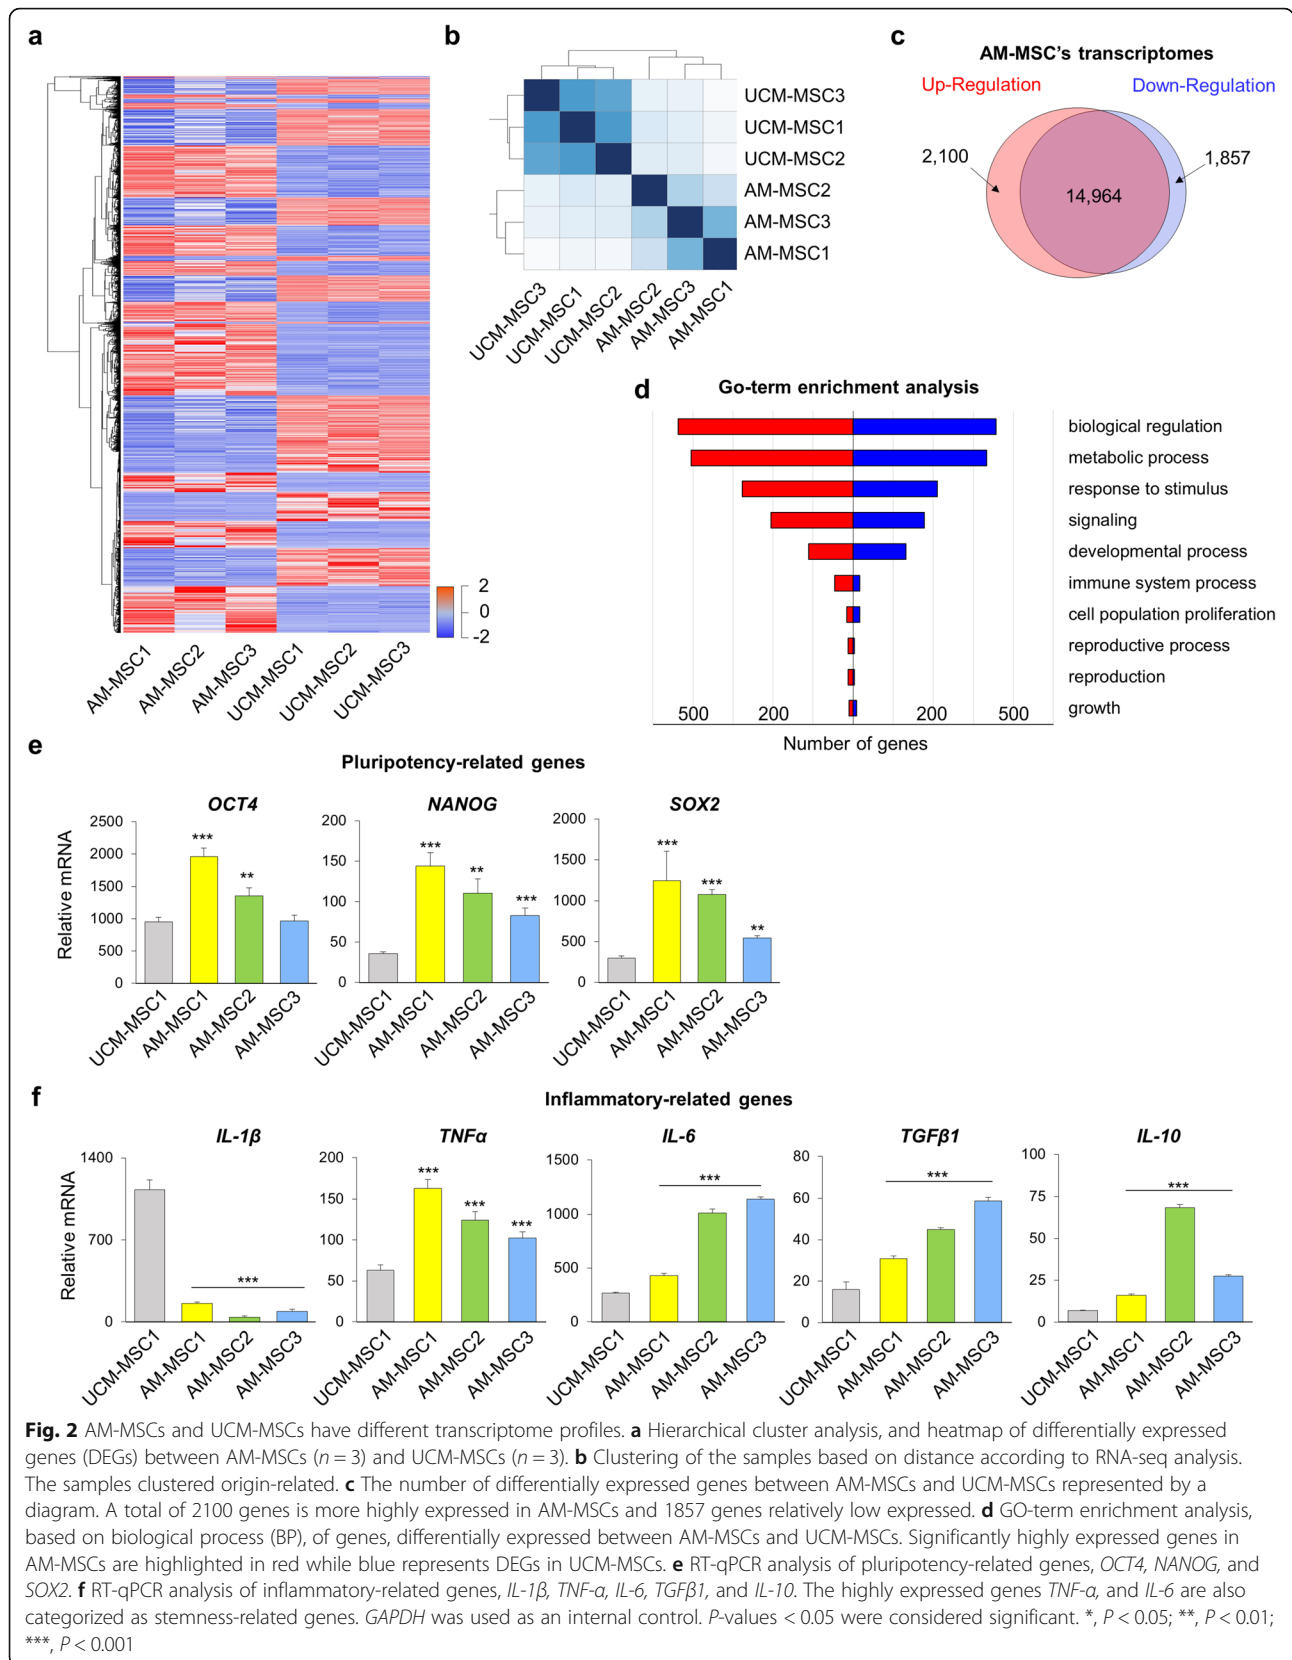 a
AM-MSC1
AM-MSC2
AM-MSC3
UCM-MSC1
UCM-MSC2
UCM-MSC3
2
0
-2
b
UCM-MSC3
UCM-MSC1
UCM-MSC2
AM-MSC2
AM-MSC3
AM-MSC1
UCM-MSC3
UCM-MSC1
UCM-MSC2
AM-MSC2
AM-MSC3
AM-MSC1
c
AM-MSC's transcriptomes
Up-Regulation
Down-Regulation
2,100
14,964
1,857
d
Go-term enrichment analysis
biological regulation
metabolic process
response to stimulus
signaling
developmental process
immune system process
cell population proliferation
reproductive process
reproduction
growth
500 200 200 500
Number of genes
e
Pluripotency-related genes
OCT4
Relative mRNA
2500
2000
1500
1000
500
0
***
**
UCM-MSC1
AM-MSC1
AM-MSC2
AM-MSC3
NANOG
200
150
100
50
0
***
**
***
UCM-MSC1
AM-MSC1
AM-MSC2
AM-MSC3
SOX2
2000
1500
1000
500
0
***
***
**
UCM-MSC1
AM-MSC1
AM-MSC2
AM-MSC3
f
Inflammatory-related genes
IL-1β
Relative mRNA
1400
700
0
***
UCM-MSC1
AM-MSC1
AM-MSC2
AM-MSC3
TNFα
200
150
100
50
0
***
***
***
UCM-MSC1
AM-MSC1
AM-MSC2
AM-MSC3
IL-6
1500
1000
500
0
***
UCM-MSC1
AM-MSC1
AM-MSC2
AM-MSC3
TGFβ1
80
60
40
20
0
***
UCM-MSC1
AM-MSC1
AM-MSC2
AM-MSC3
IL-10
100
75
50
25
0
***
UCM-MSC1
AM-MSC1
AM-MSC2
AM-MSC3
Fig. 2 AM-MSCs and UCM-MSCs have different transcriptome profiles. a Hierarchical cluster analysis, and heatmap of differentially expressed
genes (DEGs) between AM-MSCs (n = 3) and UCM-MSCs (n = 3). b Clustering of the samples based on distance according to RNA-seq analysis.
The samples clustered origin-related. c The number of differentially expressed genes between AM-MSCs and UCM-MSCs represented by a
diagram. A total of 2100 genes is more highly expressed in AM-MSCs and 1857 genes relatively low expressed. d GO-term enrichment analysis,
based on biological process (BP), of genes, differentially expressed between AM-MSCs and UCM-MSCs. Significantly highly expressed genes in
AM-MSCs are highlighted in red while blue represents DEGs in UCM-MSCs. e RT-qPCR analysis of pluripotency-related genes, OCT4, NANOG, and
SOX2. f RT-qPCR analysis of inflammatory-related genes, IL-1β, TNF-α, IL-6, TGFβ1, and IL-10. The highly expressed genes TNF-α, and IL-6 are also
categorized as stemness-related genes. GAPDH was used as an internal control. P-values < 0.05 were considered significant. *, P < 0.05; **, P < 0.01;
***, P < 0.001